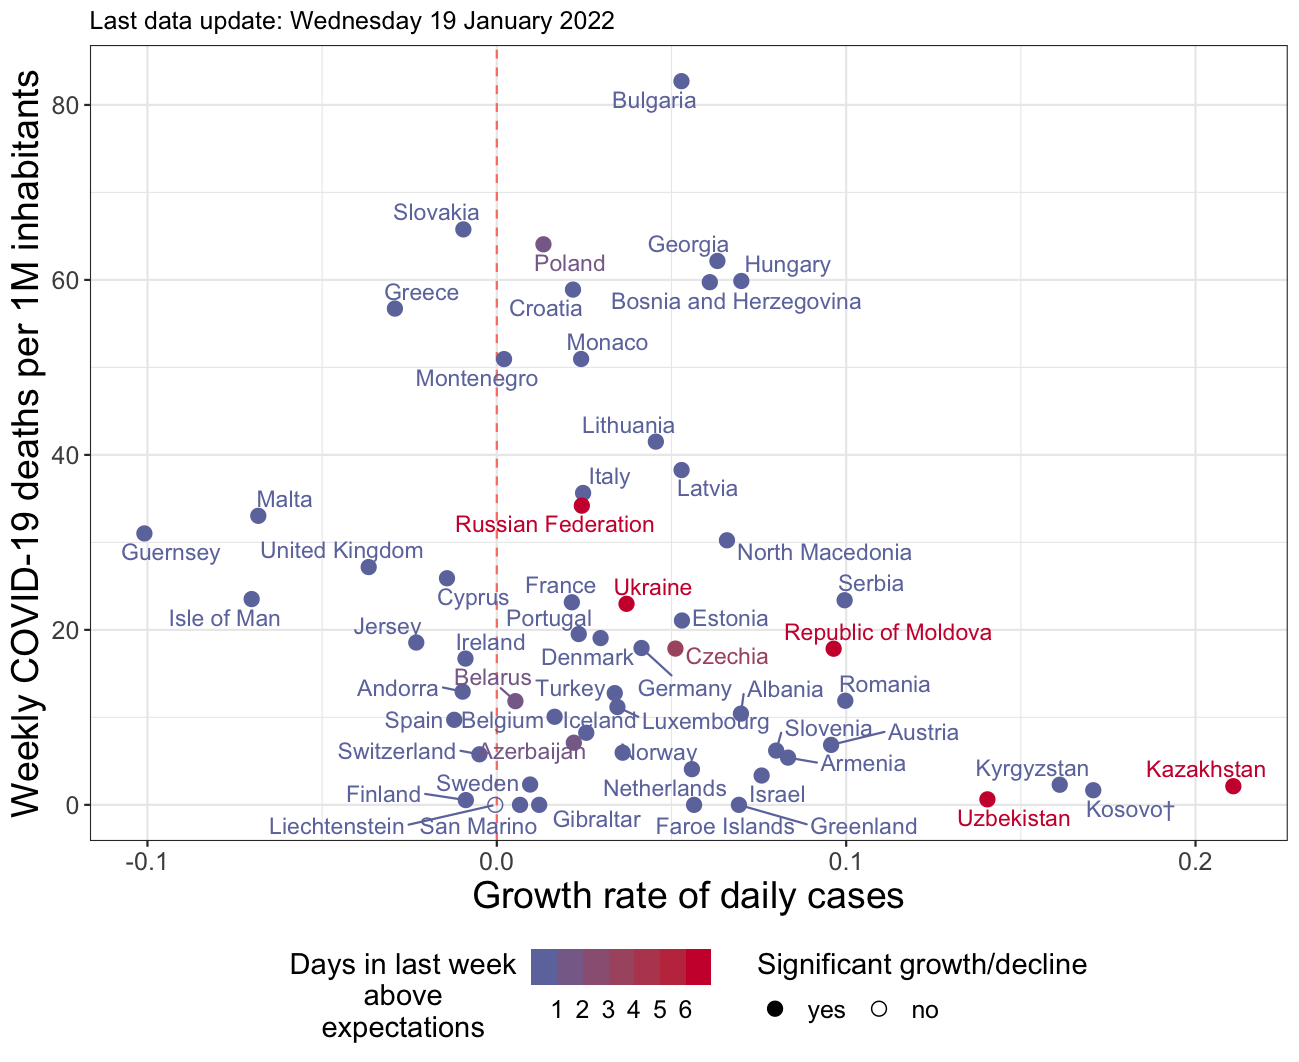 Last data update: Wednesday 19 January 2022
Weekly COVID-19 deaths per 1M inhabitants
80
60
40
20
0
Bulgaria
Slovakia
Poland
Georgia
Hungary
Greece
Croatia
Bosnia and Herzegovina
Monaco
Montenegro
Lithuania
Italy
Latvia
Malta
Russian Federation
Guernsey
United Kingdom
North Macedonia
Cyprus
France
Ukraine
Serbia
Isle of Man
Jersey
Portugal
Estonia
Republic of Moldova
Ireland
Denmark
Czechia
Belarus
Andorra
Turkey
Germany
Albania
Romania
Spain
Belgium
Iceland
Luxembourg
Slovenia
Austria
Switzerland
Azerbaijan
Norway
Armenia
Kyrgyzstan
Kazakhstan
Finland
Sweden
Netherlands
Israel
Kosovo†
Liechtenstein
San Marino
Gibraltar
Faroe Islands
Greenland
Uzbekistan
-0.1
0.0
0.1
0.2
Growth rate of daily cases
Days in last week
above
expectations
1 2 3 4 5 6
Significant growth/decline
yes
no